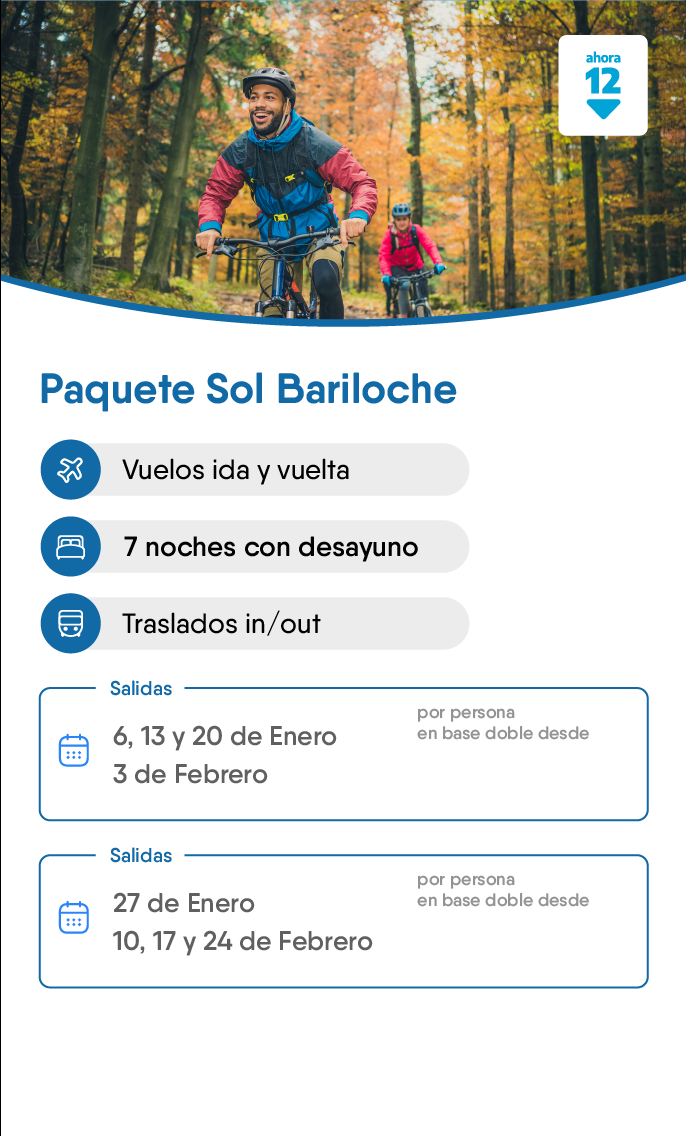 ahora
12
Paquete Sol Bariloche
Vuelos ida y vuelta
7 noches con desayuno
Traslados in/out
Salidas
6, 13 y 20 de Enero
3 de Febrero
por persona
en base doble desde
Salidas
27 de Enero
10, 17 y 24 de Febrero
por persona
en base doble desde